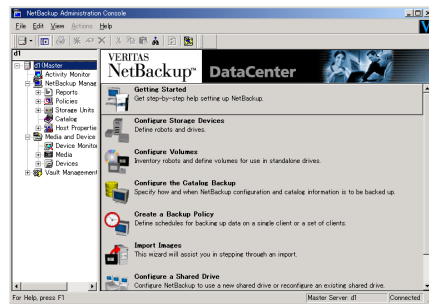 NetBackup Administration Console
File Edit View Actions Help
d1
d1(Master
Activity Monitor
NetBackup Manag
Reports
Policies
Storage Units
Catalog
Host Propertie
Media and Device
Device Monito
Media
Devices
Vault Management
VERITAS
NetBackup™ DataCenter
Getting Started
Get step-by-step help setting up NetBackup.
Configure Storage Devices
Define robots and drives.
Configure Volumes
Inventory robots and define volumes for use in standalone drives.
Configure the Catalog Backup
Specify how and when NetBackup configuration and catalog information is to be backed up.
Create a Backup Policy
Define schedules for backing up data on a single client or a set of clients.
Import Images
This wizard will assist you in stepping through an import.
Configure a Shared Drive
Configure NetBackup to use a new shared drive or reconfigure an existing shared drive.
For Help, press F1
Master Server: d1
Connected